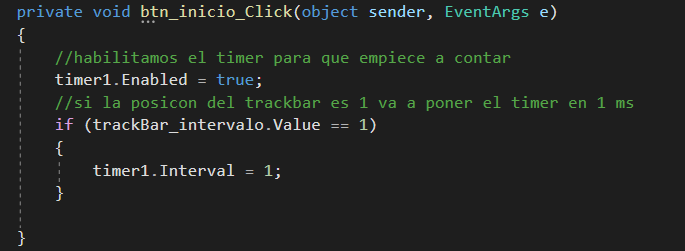 private void btn_inicio_Click(object sender, EventArgs e)
{
//habilitamos el timer para que empiece a contar
timer1.Enabled = true;
//si la posicon del trackbar es 1 va a poner el timer en 1 ms
if (trackBar_intervalo.Value == 1)
{
timer1.Interval = 1;
}
}